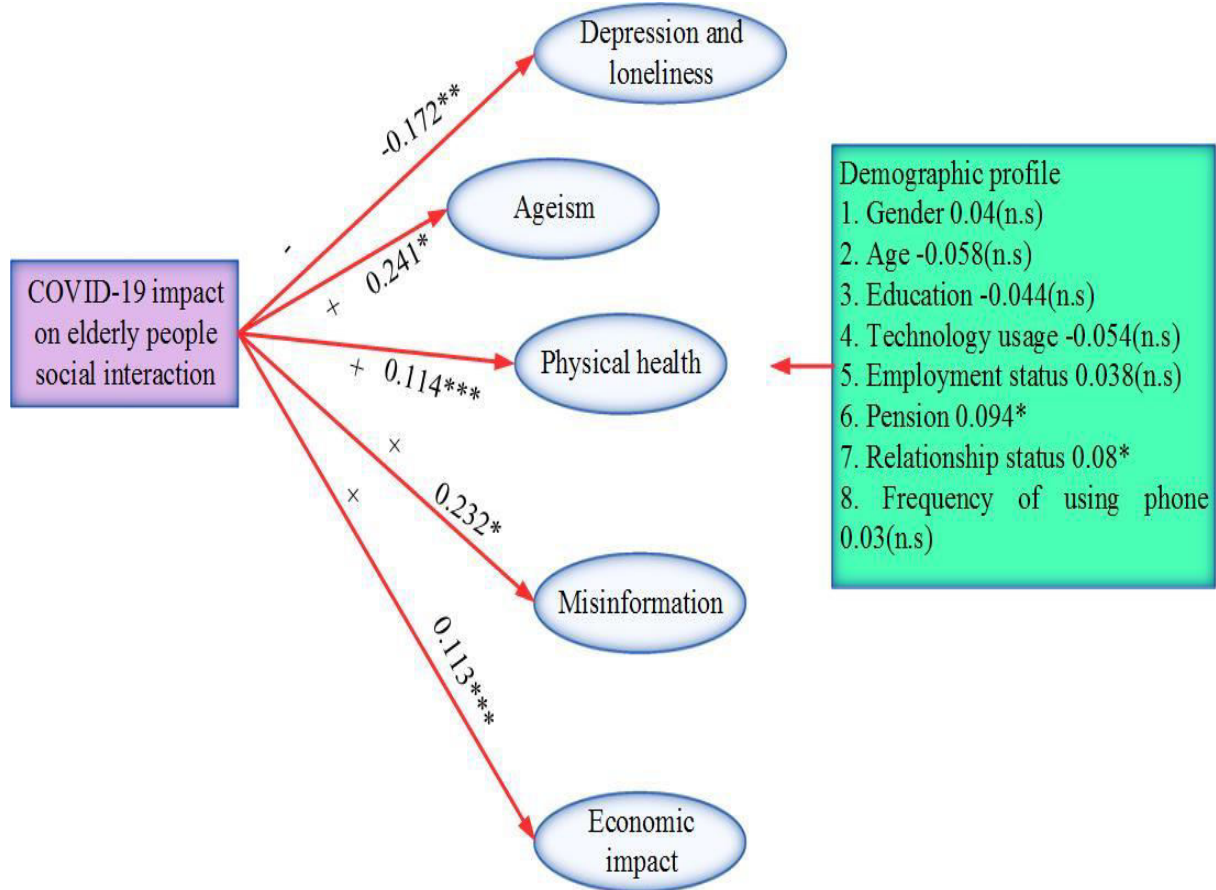 Depression and
loneliness
-0.172**
-
Ageism
0.241*
+
COVID-19 impact
on elderly people
social interaction
Physical health
+ 0.114***
×
0.232*
Misinformation
×
0.113***
Economic
impact
Demographic profile
1. Gender 0.04(n.s)
2. Age -0.058(n.s)
3. Education -0.044(n.s)
4. Technology usage -0.054(n.s)
5. Employment status 0.038(n.s)
6. Pension 0.094*
7. Relationship status 0.08*
8. Frequency of using phone
0.03(n.s)